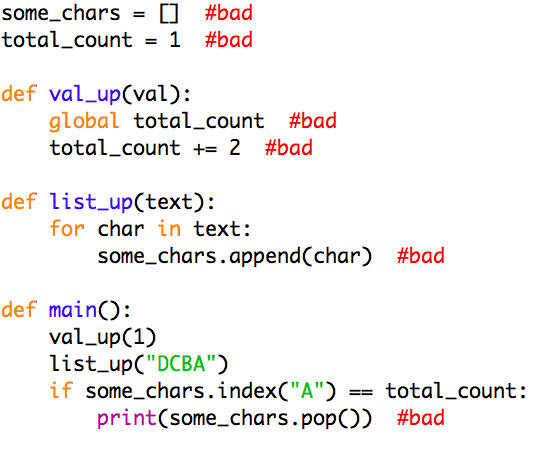 some_chars = []  #bad
total_count = 1  #bad

def val_up(val):
    global total_count  #bad
    total_count += 2  #bad

def list_up(text):
    for char in text:
        some_chars.append(char)  #bad

def main():
    val_up(1)
    list_up("DCBA")
    if some_chars.index("A") == total_count:
        print(some_chars.pop())  #bad